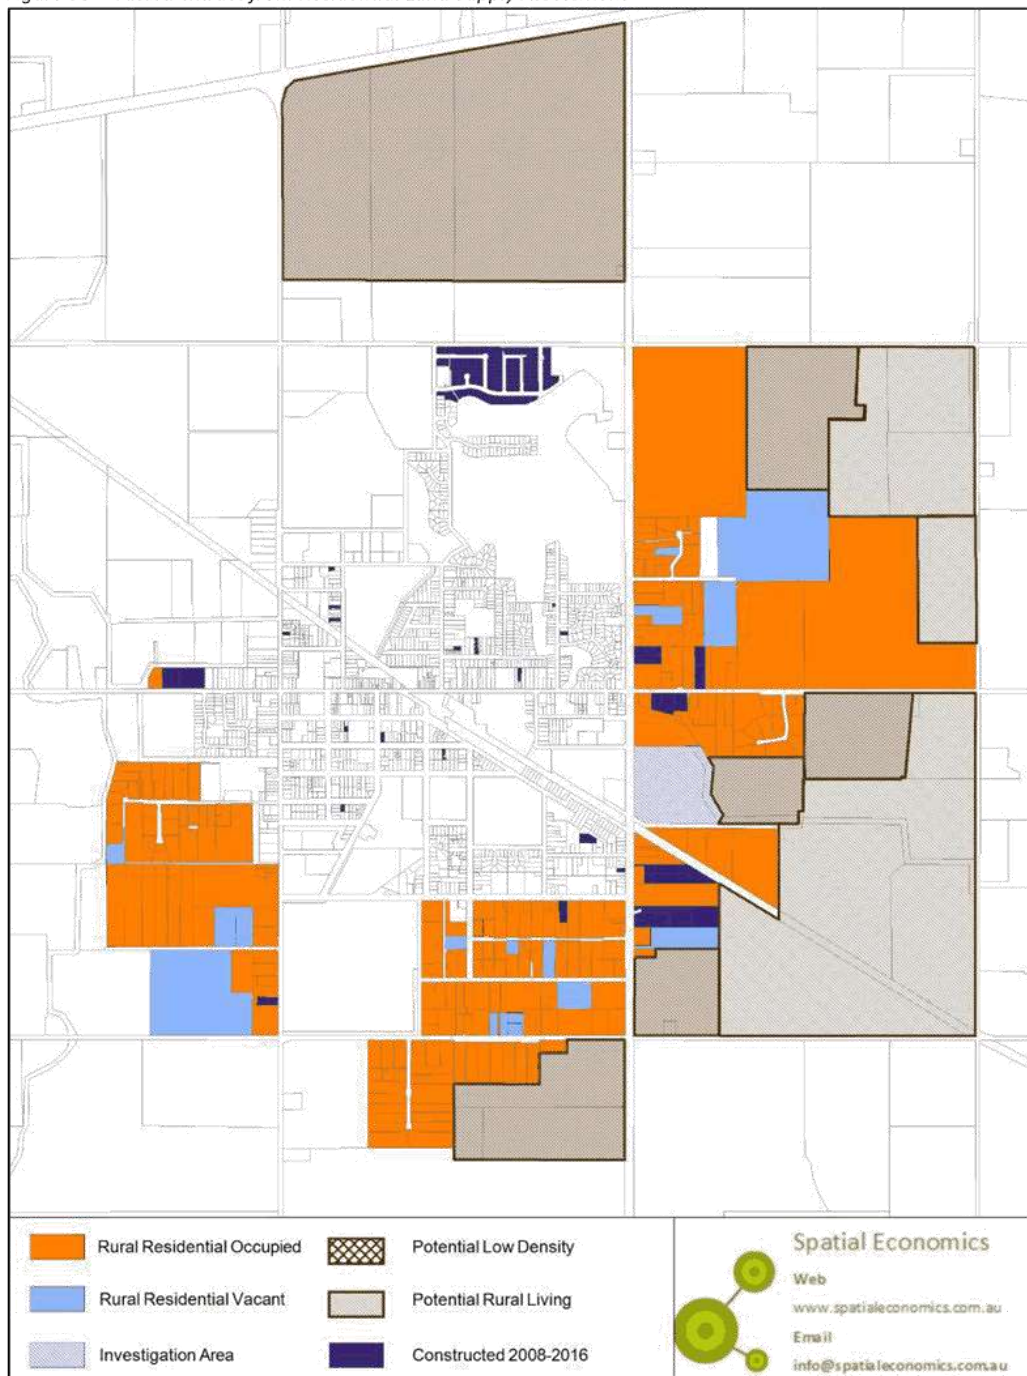 Rural Residential Occupied
Potential Low Density
Rural Residential Vacant
Potential Rural Living
Investigation Area
Constructed 2008-2016
Spatial Economics
Web
www.spatialeconomics.com.au
Email
info@spatialeconomics.com.au